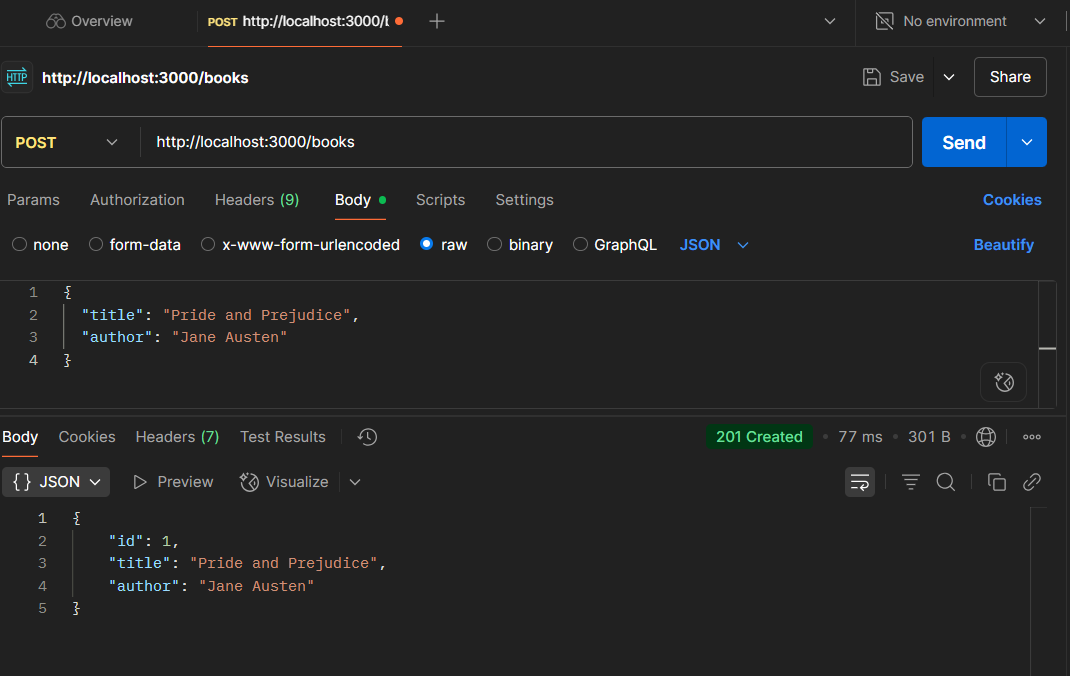 Overview POST http://localhost:3000/b No environment
HTTP http://localhost:3000/books Save Share
POST http://localhost:3000/books Send
Params Authorization Headers (9) Body Scripts Settings Cookies
none form-data x-www-form-urlencoded raw binary GraphQL JSON Beautify
1 {
2 "title": "Pride and Prejudice",
3 "author": "Jane Austen"
4 }
Body Cookies Headers (7) Test Results 201 Created • 77 ms • 301 B •
{} JSON Preview Visualize
1 {
2 "id": 1,
3 "title": "Pride and Prejudice",
4 "author": "Jane Austen"
5 }